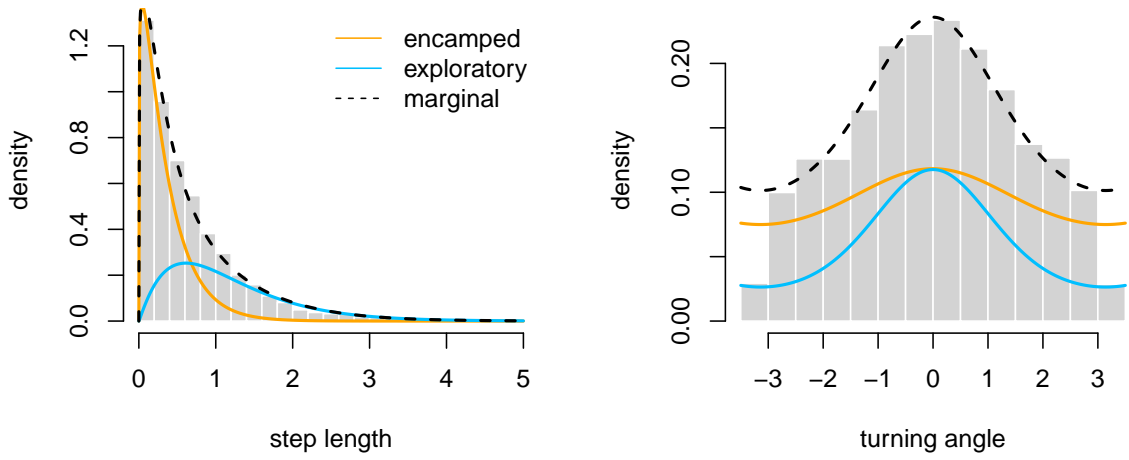 encamped
exploratory
marginal
density
0.0 0.4 0.8 1.2
0 1 2 3 4 5
step length
density
0.00 0.10 0.20
−3 −2 −1 0 1 2 3
turning angle